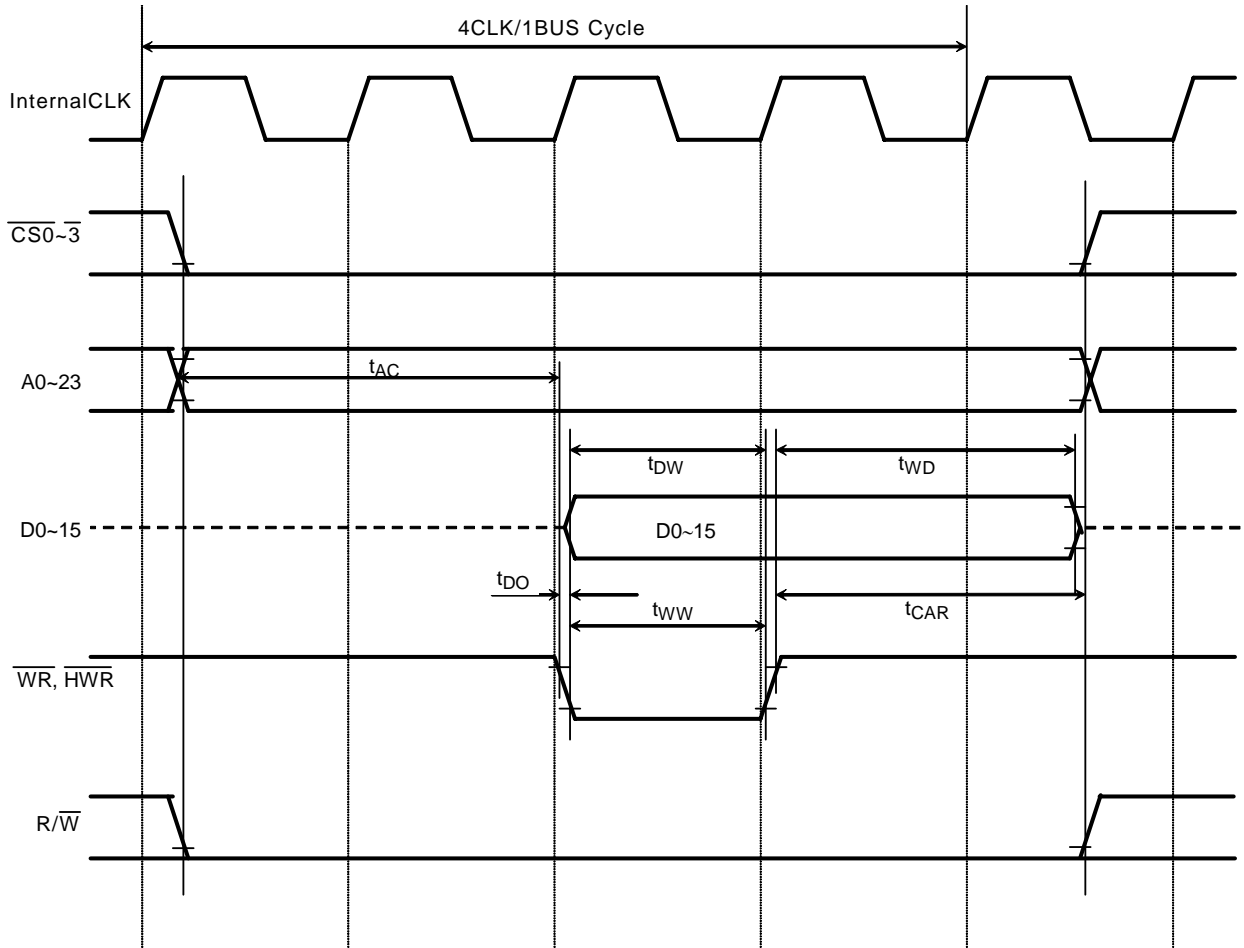 4CLK/1BUS Cycle
InternalCLK
CS0~3
A0~23
tAC
tDW
tWD
D0~15
D0~15
tDO
tWW
tCAR
WR, HWR
R/W